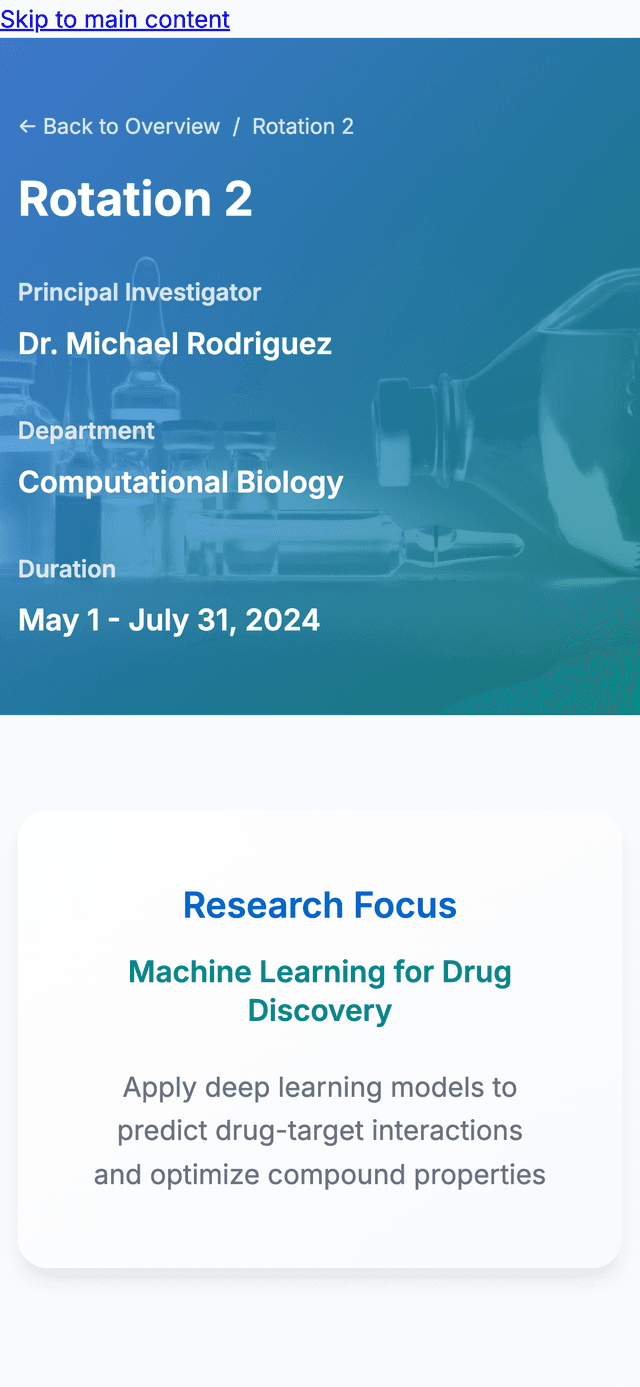 Skip to main content
← Back to Overview / Rotation 2
Rotation 2
Principal Investigator
Dr. Michael Rodriguez
Department
Computational Biology
Duration
May 1 - July 31, 2024
Research Focus
Machine Learning for Drug
Discovery
Apply deep learning models to
predict drug-target interactions
and optimize compound properties